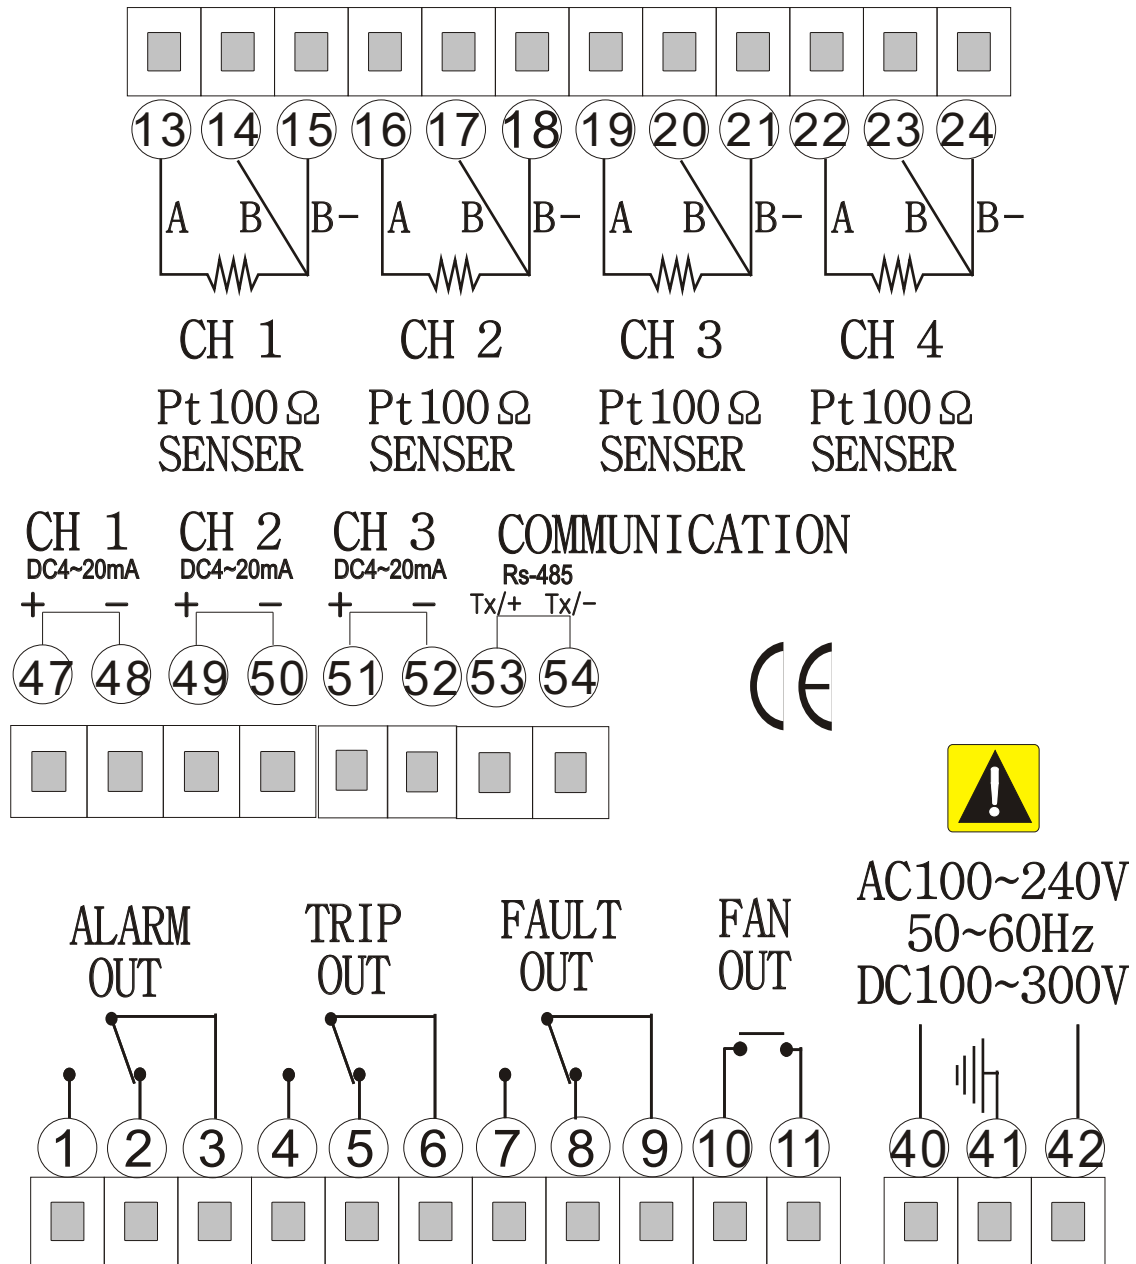 13 14 15 16 17 18 19 20 21 22 23 24
A B B- A B B- A B B- A B B-
CH 1 CH 2 CH 3 CH 4
Pt100Ω Pt100Ω Pt100Ω Pt100Ω
SENSER SENSER SENSER SENSER
CH 1 CH 2 CH 3 COMMUNICATION
DC4~20mA DC4~20mA DC4~20mA Rs-485
+ - + - + - Tx/+ Tx/-
47 48 49 50 51 52 53 54
CE
!
AC100~240V
50~60Hz
DC100~300V
ALARM TRIP FAULT FAN
OUT OUT OUT OUT
1 2 3 4 5 6 7 8 9 10 11 40 41 42